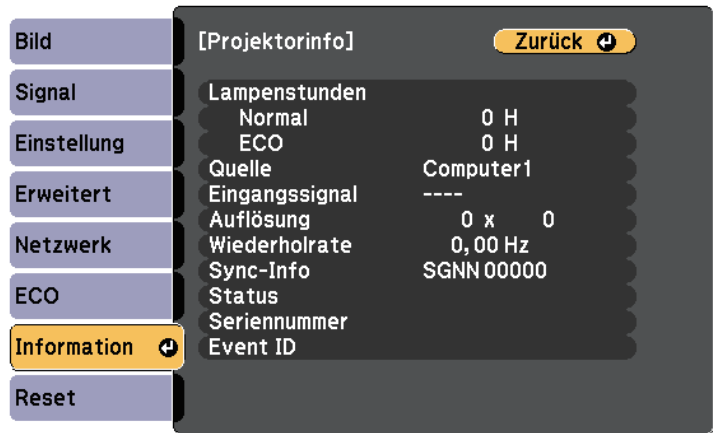 Bild
Signal
Einstellung
Erweitert
Netzwerk
ECO
Information
Reset
[Projektorinfo] Zurück
Lampenstunden
Normal 0 H
ECO 0 H
Quelle Computer1
Eingangssignal ----
Auflösung 0 x 0
Wiederholrate 0,00 Hz
Sync-Info SGNN 00000
Status
Seriennummer
Event ID